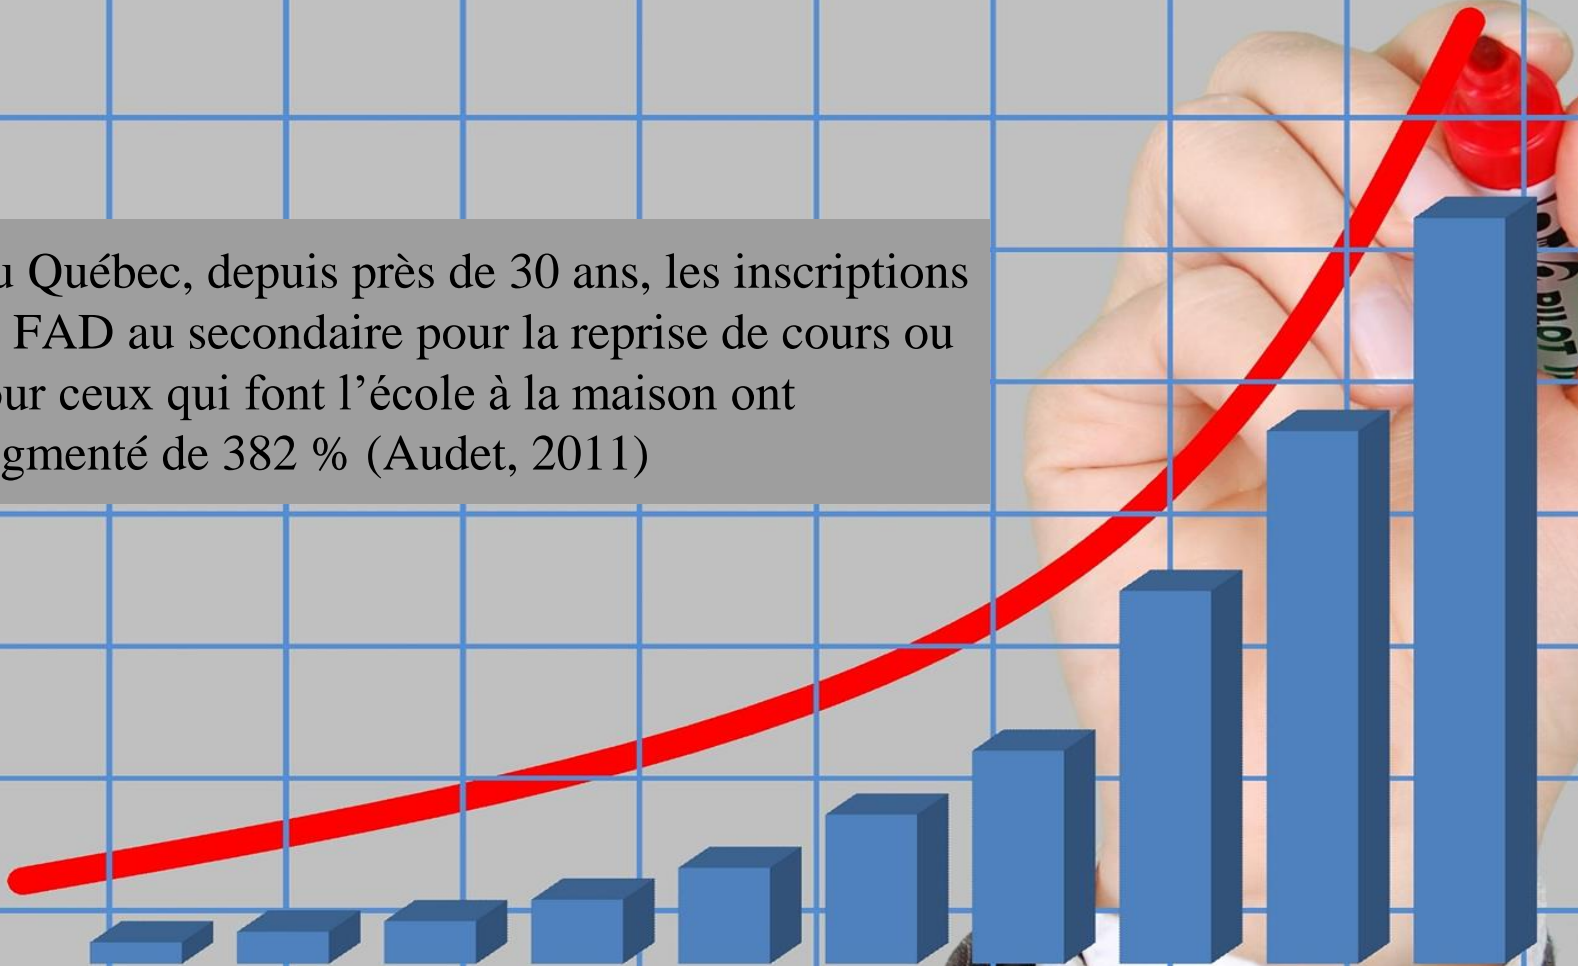 u Québec, depuis près de 30 ans, les inscriptions
FAD au secondaire pour la reprise de cours ou
ur ceux qui font l’école à la maison ont
gmenté de 382 % (Audet, 2011)
PILOT